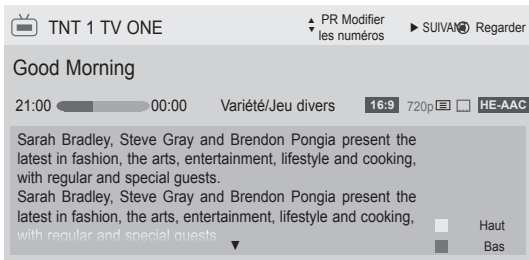 TNT 1 TV ONE
PR Modifier
les numéros
SUIVANT Regarder
Good Morning
21:00 00:00 Variété/Jeu divers 16:9 720p HE-AAC
Sarah Bradley, Steve Gray and Brendon Pongia present the
latest in fashion, the arts, entertainment, lifestyle and cooking,
with regular and special guests.
Sarah Bradley, Steve Gray and Brendon Pongia present the
latest in fashion, the arts, entertainment, lifestyle and cooking,
with regular and special guests.
Haut
Bas